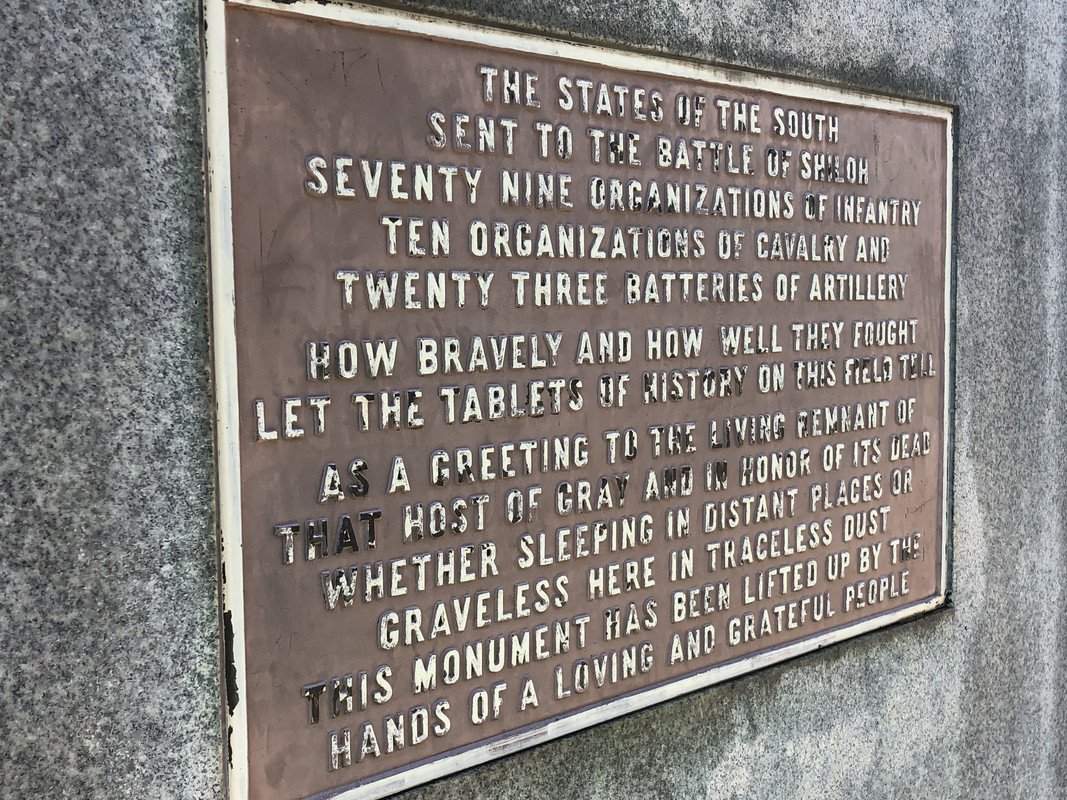 THE STATES OF THE SOUTH
SENT TO THE BATTLE OF SHILOH
SEVENTY NINE ORGANIZATIONS OF INFANTRY
TEN ORGANIZATIONS OF CAVALRY AND
TWENTY THREE BATTERIES OF ARTILLERY
HOW BRAVELY AND HOW WELL THEY FOUGHT
LET THE TABLETS OF HISTORY ON THIS FIELD TELL
AS A GREETING TO THE LIVING REMNANT OF
THAT HOST OF GRAY AND IN HONOR OF ITS DEAD
WHETHER SLEEPING IN DISTANT PLACES OR
GRAVELESS HERE IN TRACELESS DUST
THIS MONUMENT HAS BEEN LIFTED UP BY THE
HANDS OF A LOVING AND GRATEFUL PEOPLE